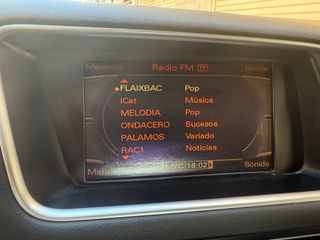 Memoria Radio FM TP Banda
FLAIXBAC Pop
iCat Música
MELODIA Pop
ONDACERO Sucesos
PALAMOS Variado
RAC1 Noticias
°C 18:02 Sonido